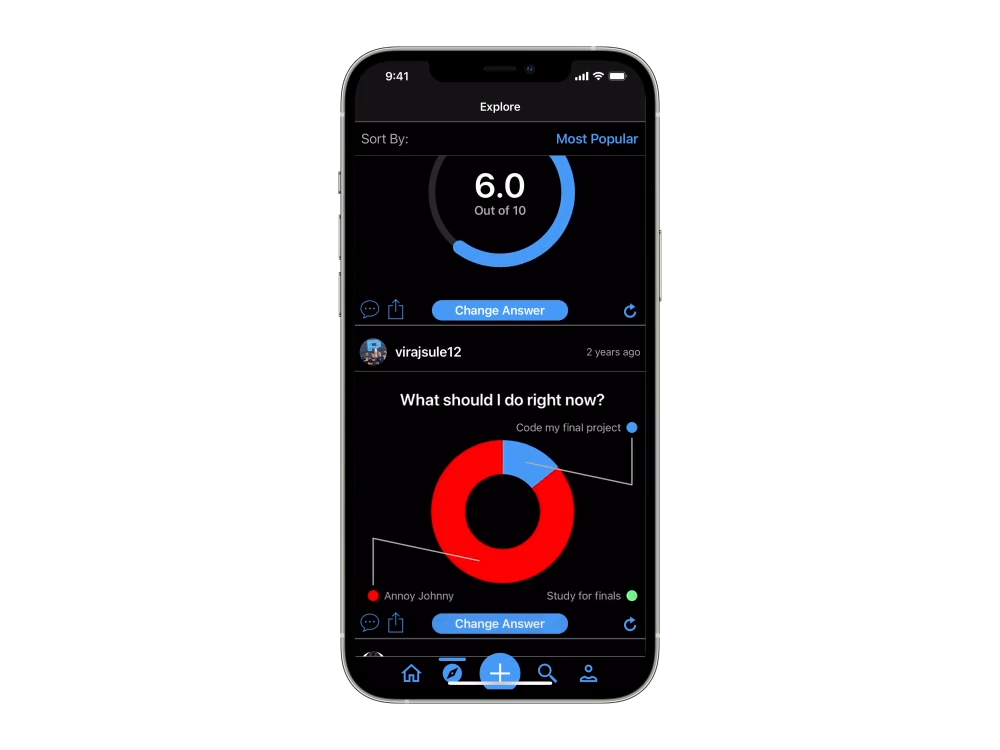 9:41
Explore
Sort By:
Most Popular
6.0
Out of 10
Change Answer
virajsule12
2 years ago
What should I do right now?
Code my final project
Annoy Johnny
Study for finals
Change Answer